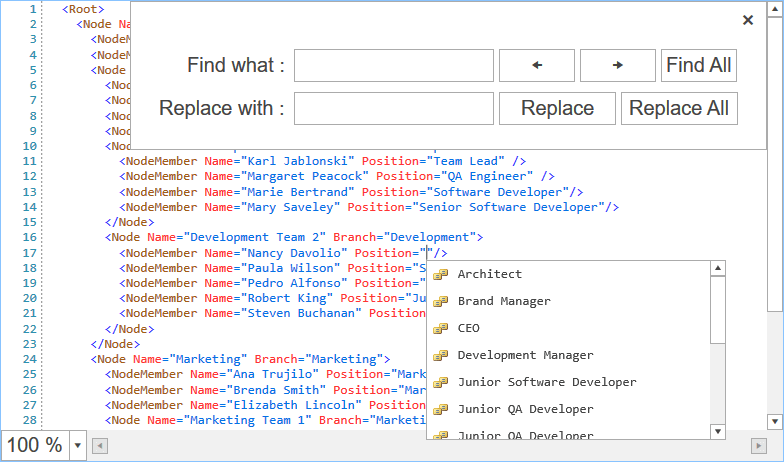 1 <Root>
2 <Node Na
3 <NodeM
4 <NodeM
5 <Node
6 <Nod
7 <Nod
8 <Nod
9 <Nod
10 <Nod
11 <NodeMember Name="Karl Jablonski" Position="Team Lead" />
12 <NodeMember Name="Margaret Peacock" Position="QA Engineer" />
13 <NodeMember Name="Marie Bertrand" Position="Software Developer"/>
14 <NodeMember Name="Mary Saveley" Position="Senior Software Developer"/>
15 </Node>
16 <Node Name="Development Team 2" Branch="Development">
17 <NodeMember Name="Nancy Davolio" Position=""/>
18 <NodeMember Name="Paula Wilson" Position="S
19 <NodeMember Name="Pedro Alfonso" Position="
20 <NodeMember Name="Robert King" Position="Ju
21 <NodeMember Name="Steven Buchanan" Position
22 </Node>
23 </Node>
24 <Node Name="Marketing" Branch="Marketing">
25 <NodeMember Name="Ana Trujilo" Position="Mark
26 <NodeMember Name="Brenda Smith" Position="Mar
27 <NodeMember Name="Elizabeth Lincoln" Position
28 <Node Name="Marketing Team 1" Branch="Marketi
Find what :
Find All
Replace with :
Replace
Replace All
Architect
Brand Manager
CEO
Development Manager
Junior Software Developer
Junior QA Developer
Junior QA Developer
100 %